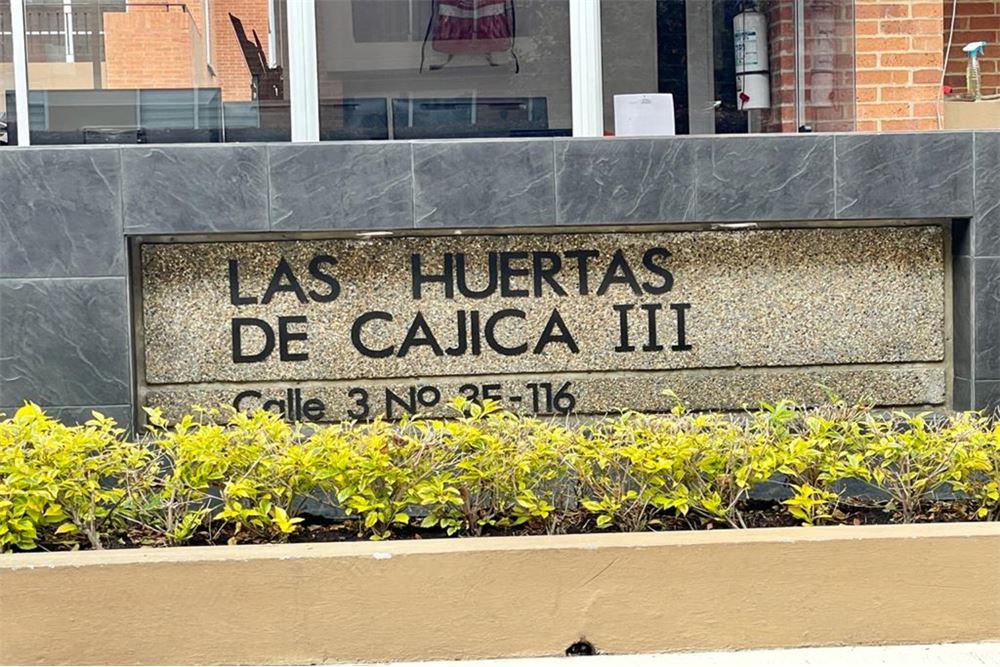 LAS HUERTAS
DE CAJICA III
Calle 3 Nº 3E-116